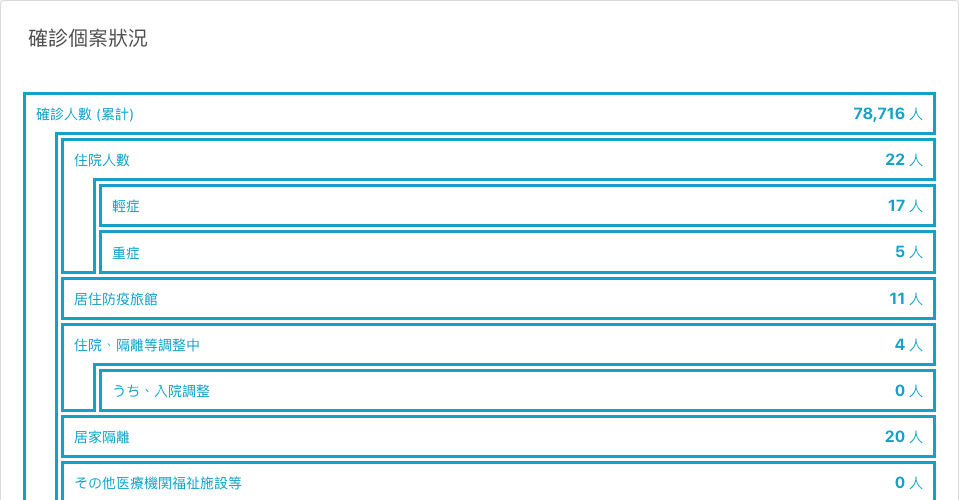 確診個案狀況
確診人數 (累計) 78,716 人
住院人數 22 人
輕症 17 人
重症 5 人
居住防疫旅館 11 人
住院、隔離等調整中 4 人
うち、入院調整 0 人
居家隔離 20 人
その他医療機関福祉施設等 0 人